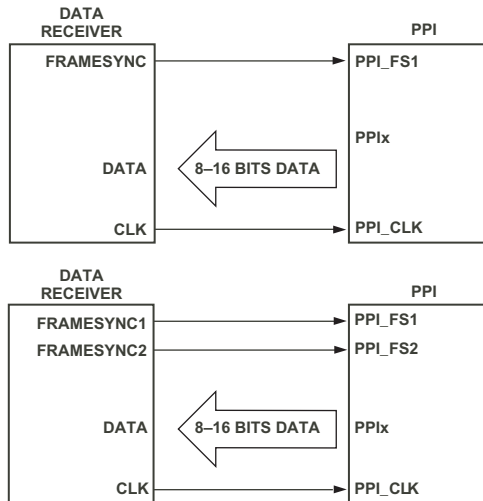 DATA
RECEIVER
PPI
FRAMESYNC
PPI_FS1
PPIx
DATA
8–16 BITS DATA
CLK
PPI_CLK
DATA
RECEIVER
PPI
FRAMESYNC1
PPI_FS1
FRAMESYNC2
PPI_FS2
DATA
8–16 BITS DATA
PPIx
CLK
PPI_CLK